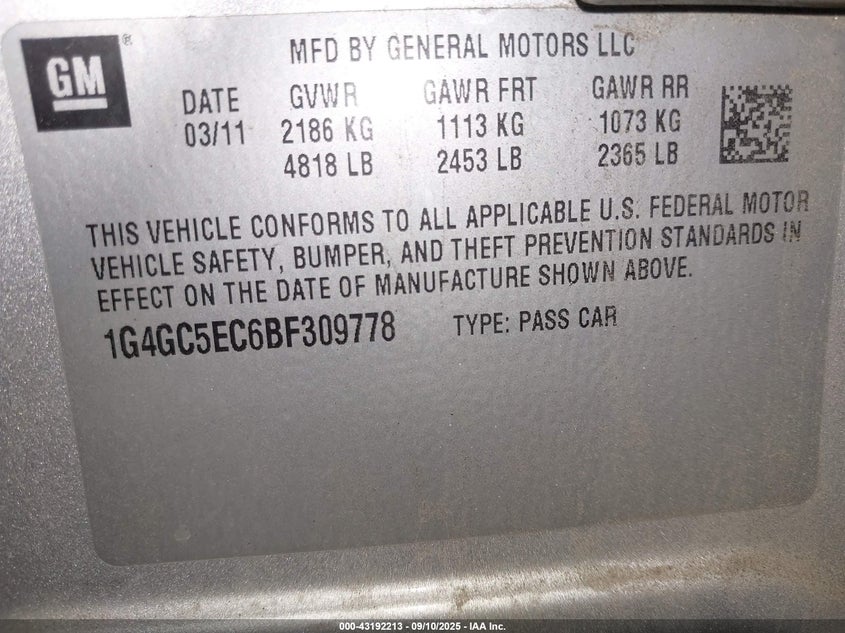 GM®
MFD BY GENERAL MOTORS LLC
DATE GVWR GAWR FRT GAWR RR
03/11 2186 KG 1113 KG 1073 KG
4818 LB 2453 LB 2365 LB
THIS VEHICLE CONFORMS TO ALL APPLICABLE U.S. FEDERAL MOTOR
VEHICLE SAFETY, BUMPER, AND THEFT PREVENTION STANDARDS IN
EFFECT ON THE DATE OF MANUFACTURE SHOWN ABOVE.
1G4GC5EC6BF309778 TYPE: PASS CAR
000-43192213 - 09/10/2025 - IAA Inc.